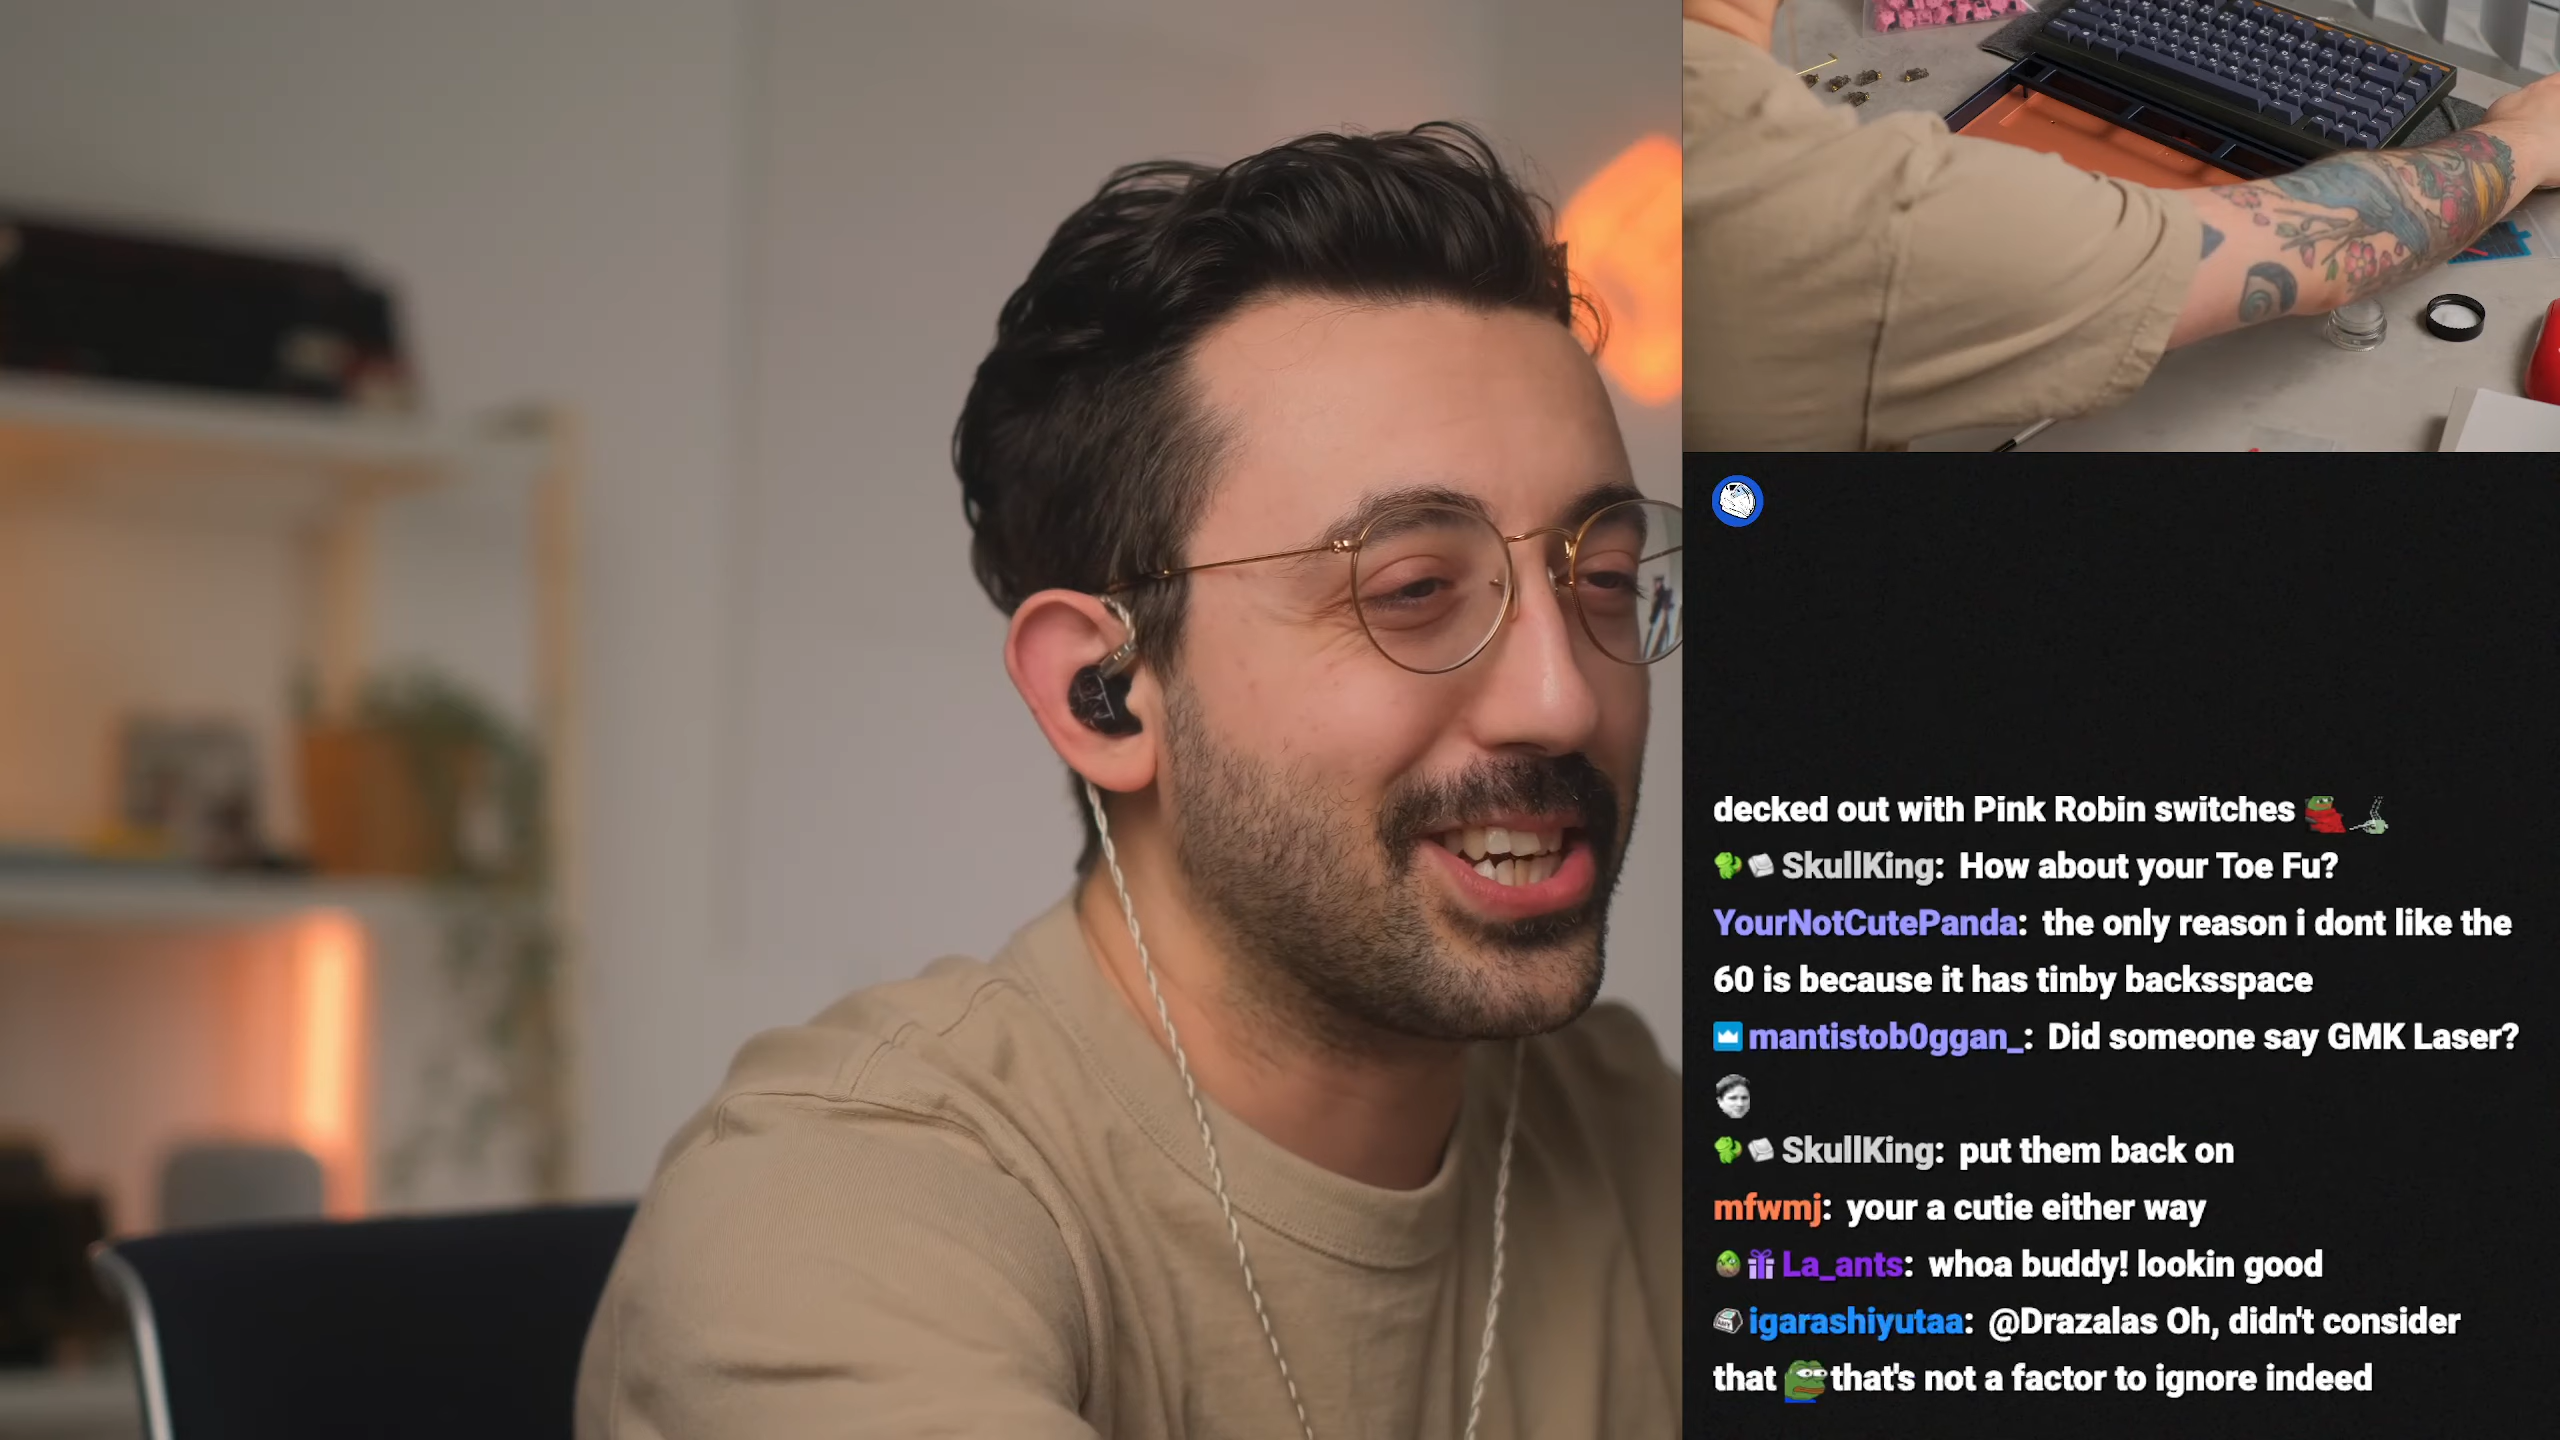 decked out with Pink Robin switches
SkullKing: How about your Toe Fu?
YourNotCutePanda: the only reason i dont like the
60 is because it has tinby backsspace
mantistob0ggan_: Did someone say GMK Laser?
SkullKing: put them back on
mfwmj: your a cutie either way
La_ants: whoa buddy! lookin good
igarashiyutaa: @Drazalas Oh, didn't consider
that that's not a factor to ignore indeed